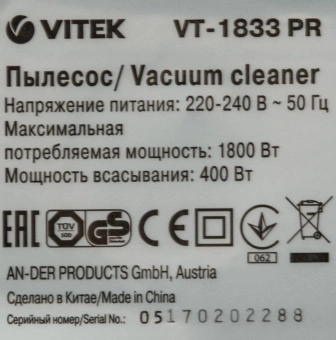 VITEK VT-1833 PR
Пылесос/ Vacuum cleaner
Напряжение питания: 220-240 В ~ 50 Гц
Максимальная
потребляемая мощность: 1800 Вт
Мощность всасывания: 400 Вт
EAC TÜV SÜD GS CE 062
AN-DER PRODUCTS GmbH, Austria
Сделано в Китае/Made in China
Серийный номер/Serial No.: 05170202288